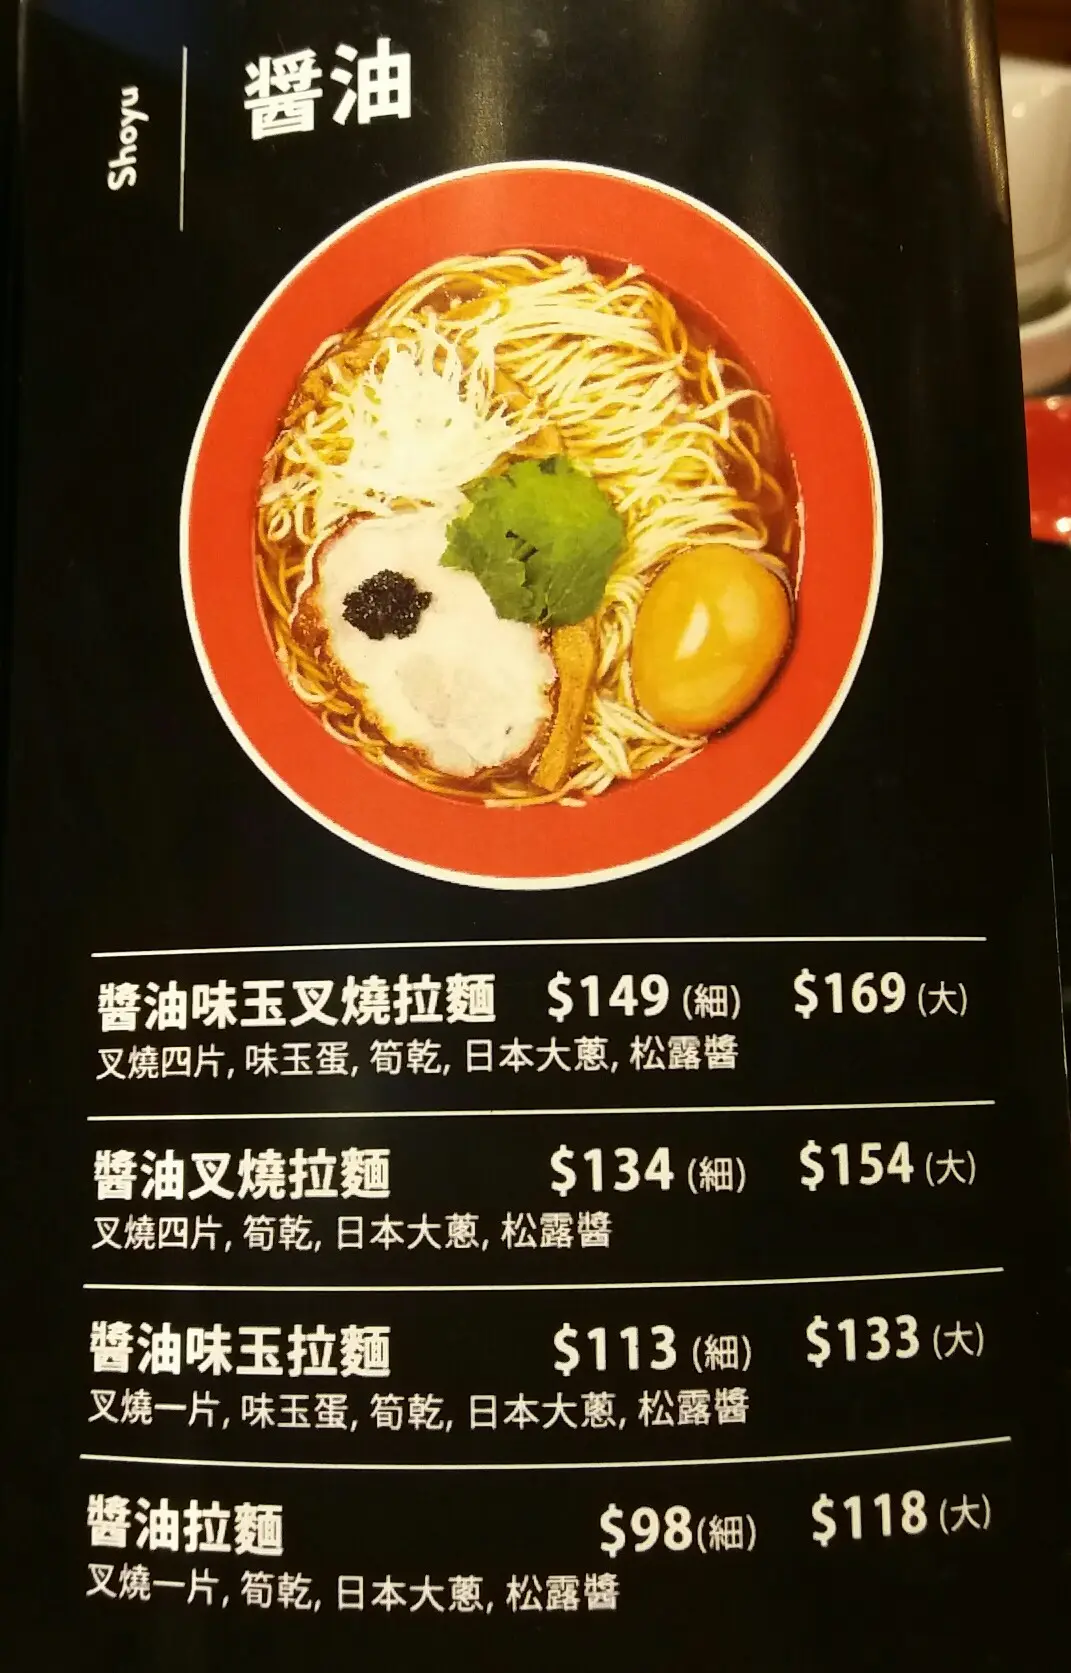 Shoyu
醤油
醬油味玉叉燒拉麵 $149 (細) $169 (大)
叉燒四片, 味玉蛋, 筍乾, 日本大蔥, 松露醬
醬油叉燒拉麵 $134 (細) $154 (大)
叉燒四片, 筍乾, 日本大蔥, 松露醬
醬油味玉拉麵 $113 (細) $133 (大)
叉燒一片, 味玉蛋, 筍乾, 日本大蔥, 松露醬
醬油拉麵 $98(細) $118 (大)
叉燒一片, 筍乾, 日本大蔥, 松露醬